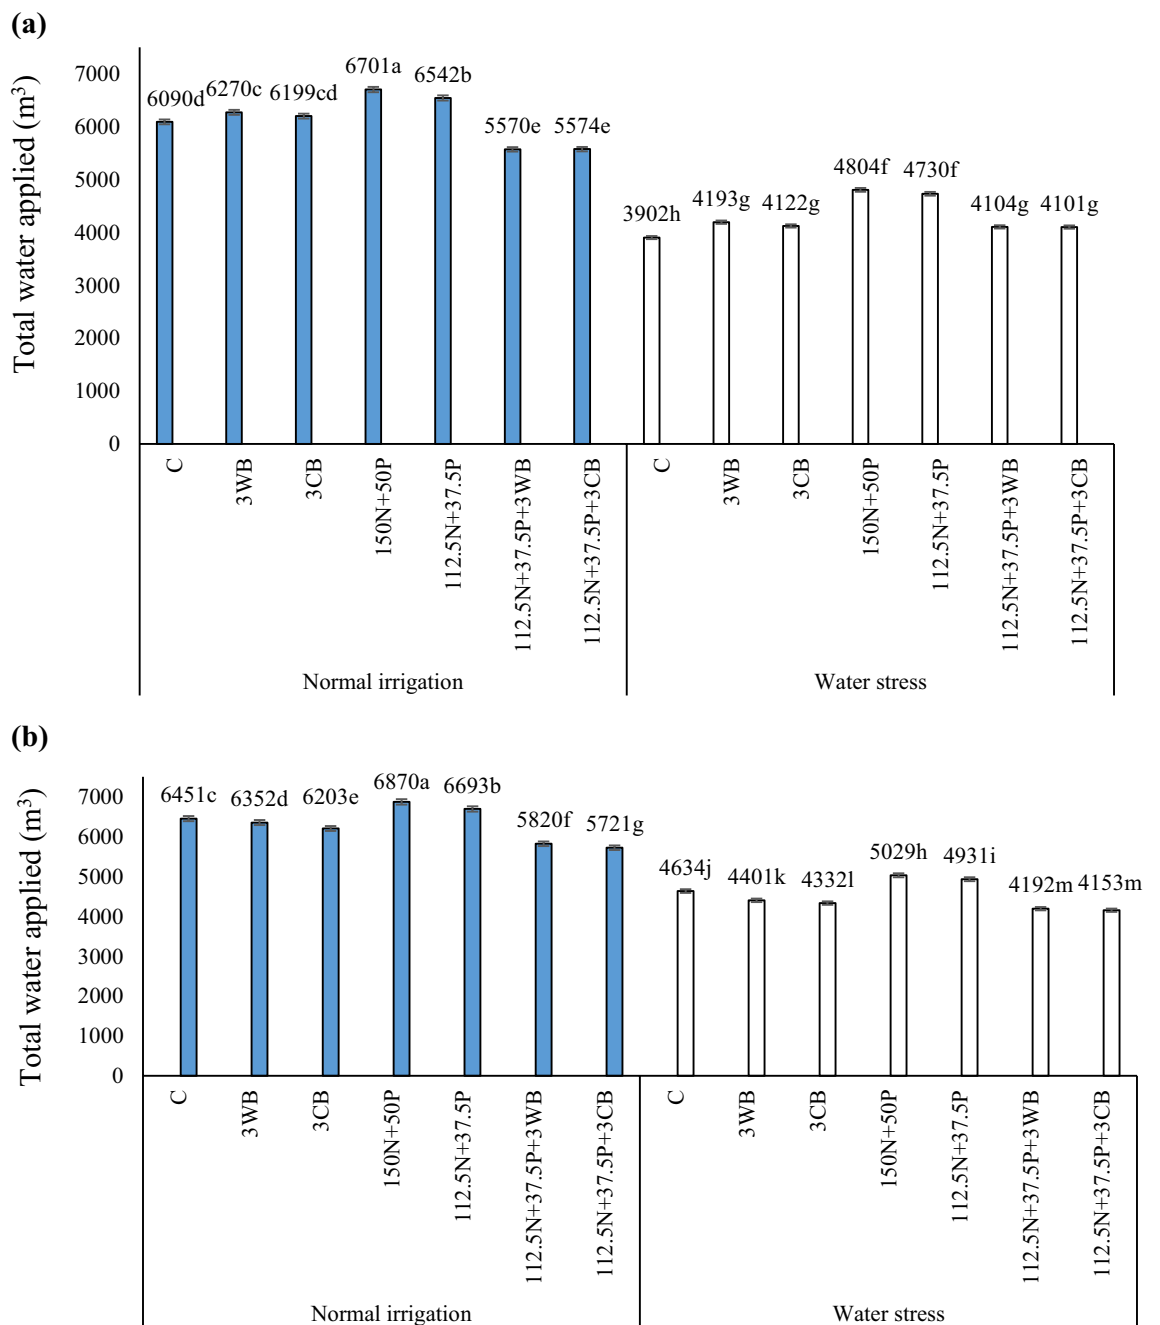 (a)
Total water applied (m³)
7000
6000
5000
4000
3000
2000
1000
0
6090d
6270c
6199cd
6701a
6542b
5570e
5574e
3902h
4193g
4122g
4804f
4730f
4104g
4101g
C
3WB
3CB
150N+50P
112.5N+37.5P
112.5N+37.5P+3WB
112.5N+37.5P+3CB
C
3WB
3CB
150N+50P
112.5N+37.5P
112.5N+37.5P+3WB
112.5N+37.5P+3CB
Normal irrigation
Water stress
(b)
Total water applied (m³)
7000
6000
5000
4000
3000
2000
1000
0
6451c
6352d
6203e
6870a
6693b
5820f
5721g
4634j
4401k
4332l
5029h
4931i
4192m
4153m
C
3WB
3CB
150N+50P
112.5N+37.5P
112.5N+37.5P+3WB
112.5N+37.5P+3CB
C
3WB
3CB
150N+50P
112.5N+37.5P
112.5N+37.5P+3WB
112.5N+37.5P+3CB
Normal irrigation
Water stress